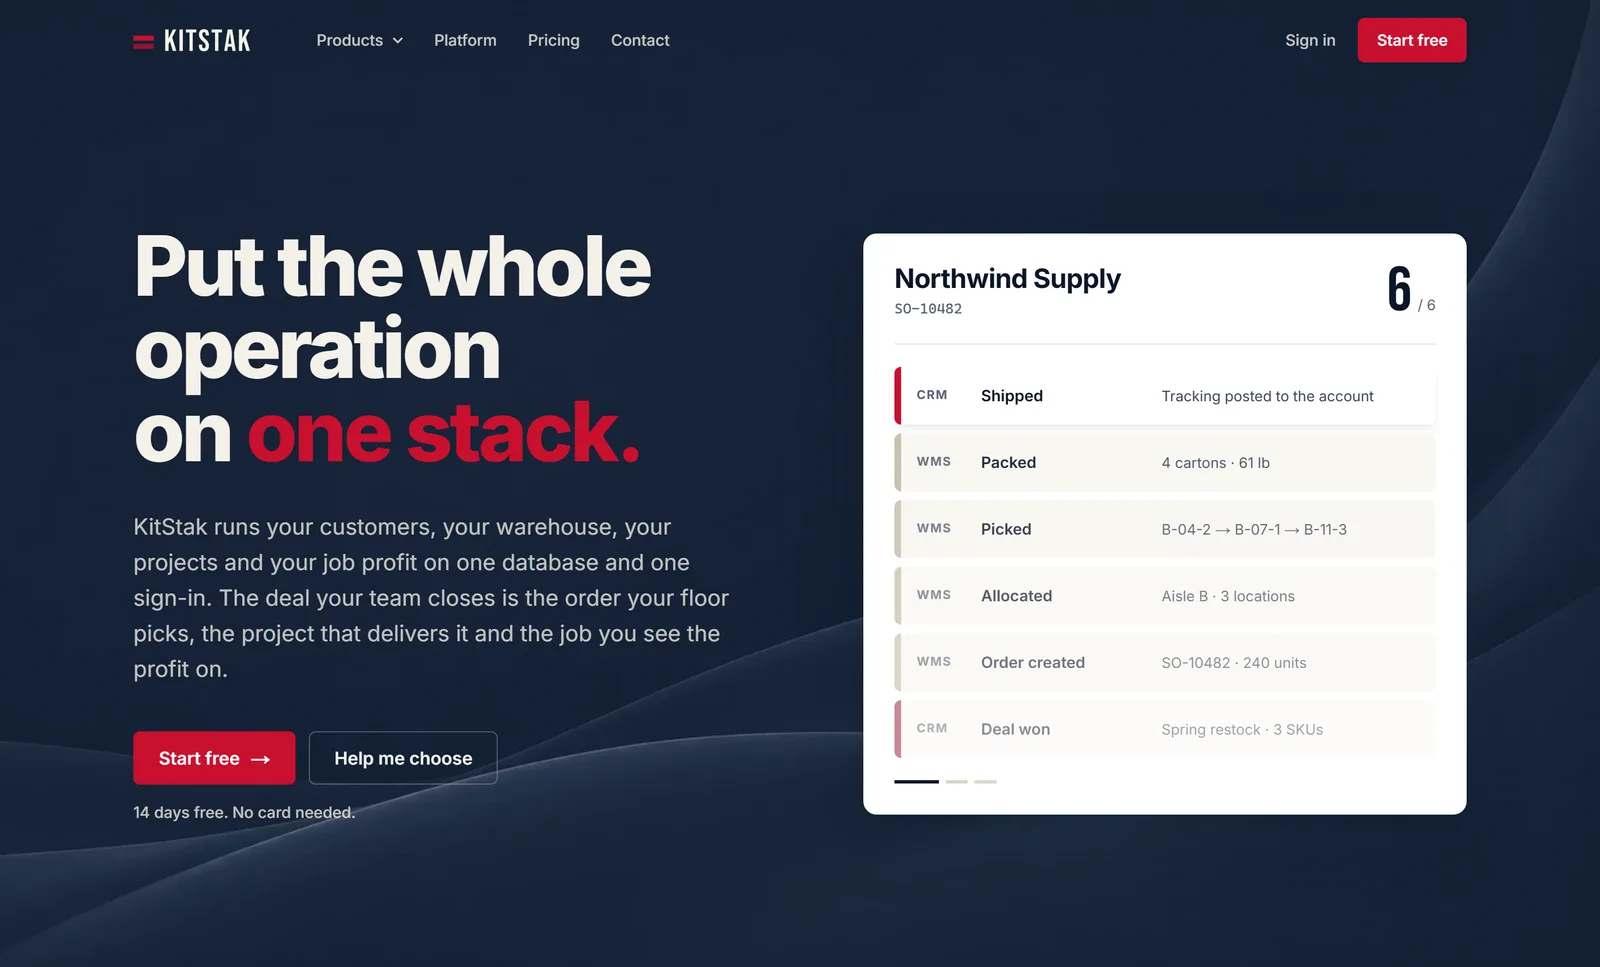 KITSTAK
Products
Platform
Pricing
Contact
Sign in
Start free
Put the whole
operation
on one stack.
KitStak runs your customers, your warehouse, your
projects and your job profit on one database and one
sign-in. The deal your team closes is the order your floor
picks, the project that delivers it and the job you see the
profit on.
Start free →
Help me choose
14 days free. No card needed.
Northwind Supply
SO-10482
6 / 6
CRM Shipped Tracking posted to the account
WMS Packed 4 cartons · 61 lb
WMS Picked B-04-2 → B-07-1 → B-11-3
WMS Allocated Aisle B · 3 locations
WMS Order created SO-10482 · 240 units
CRM Deal won Spring restock · 3 SKUs